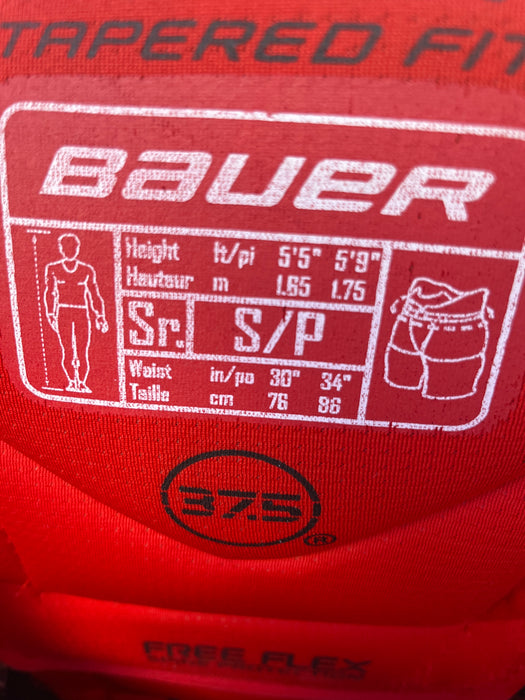 TAPERED FIT
BAUER
Height ft/pi 5'5" 5'9"
Hauteur m 1.65 1.75
Sr. S/P
Waist in/po 30" 34"
Taille cm 76 86
37.5
®
FREE FLEX